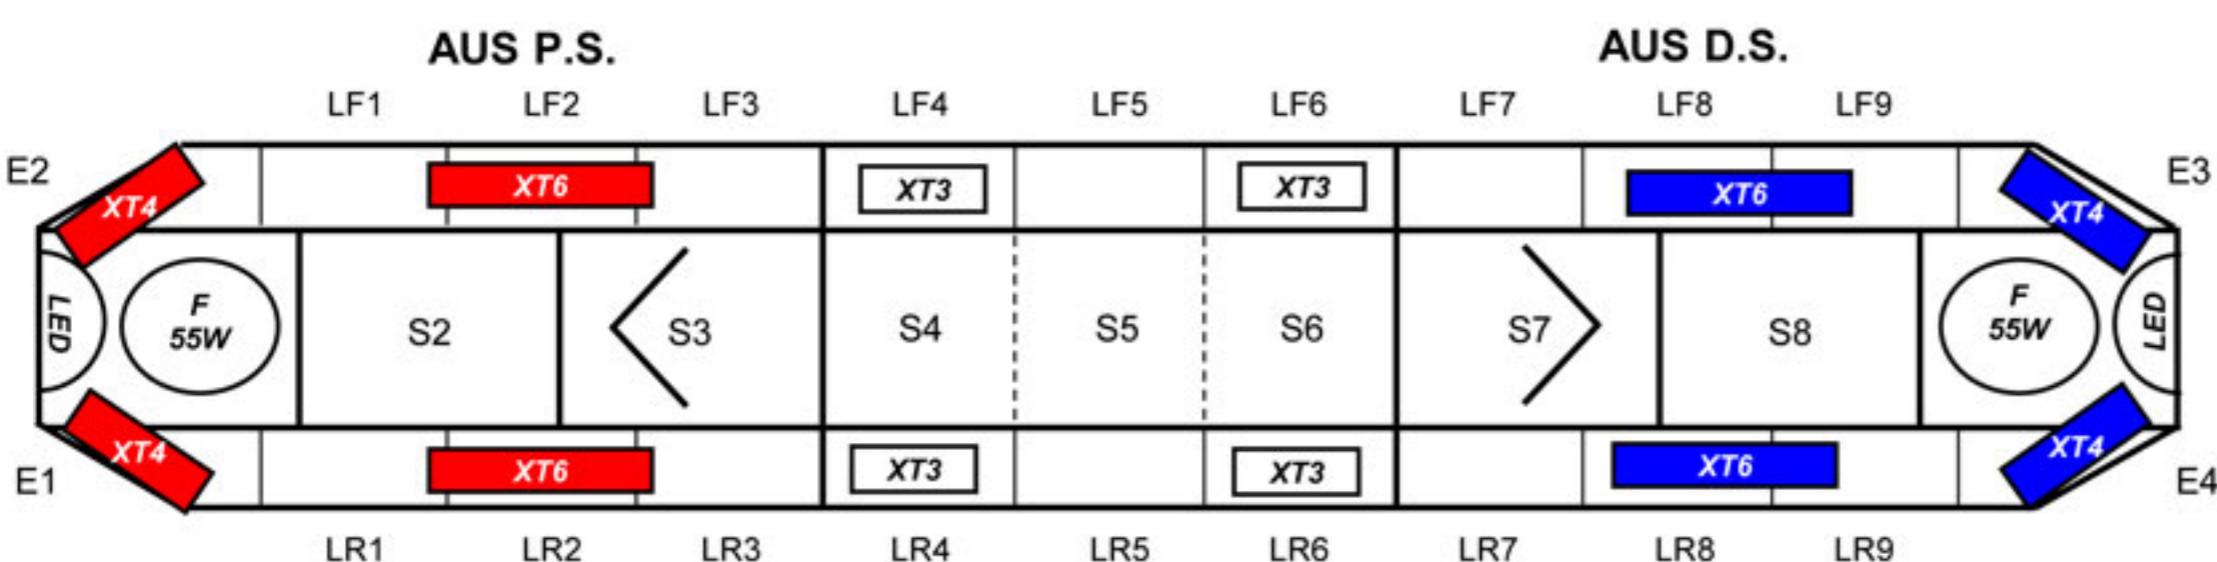 AUS P.S. AUS D.S.
LF1 LF2 LF3 LF4 LF5 LF6 LF7 LF8 LF9
E2 XT4 XT6 XT3 XT3 XT6 XT4 E3
LED F 55W S2 S3 S4 S5 S6 S7 S8 F 55W LED
E1 XT4 XT6 XT3 XT3 XT6 XT4 E4
LR1 LR2 LR3 LR4 LR5 LR6 LR7 LR8 LR9